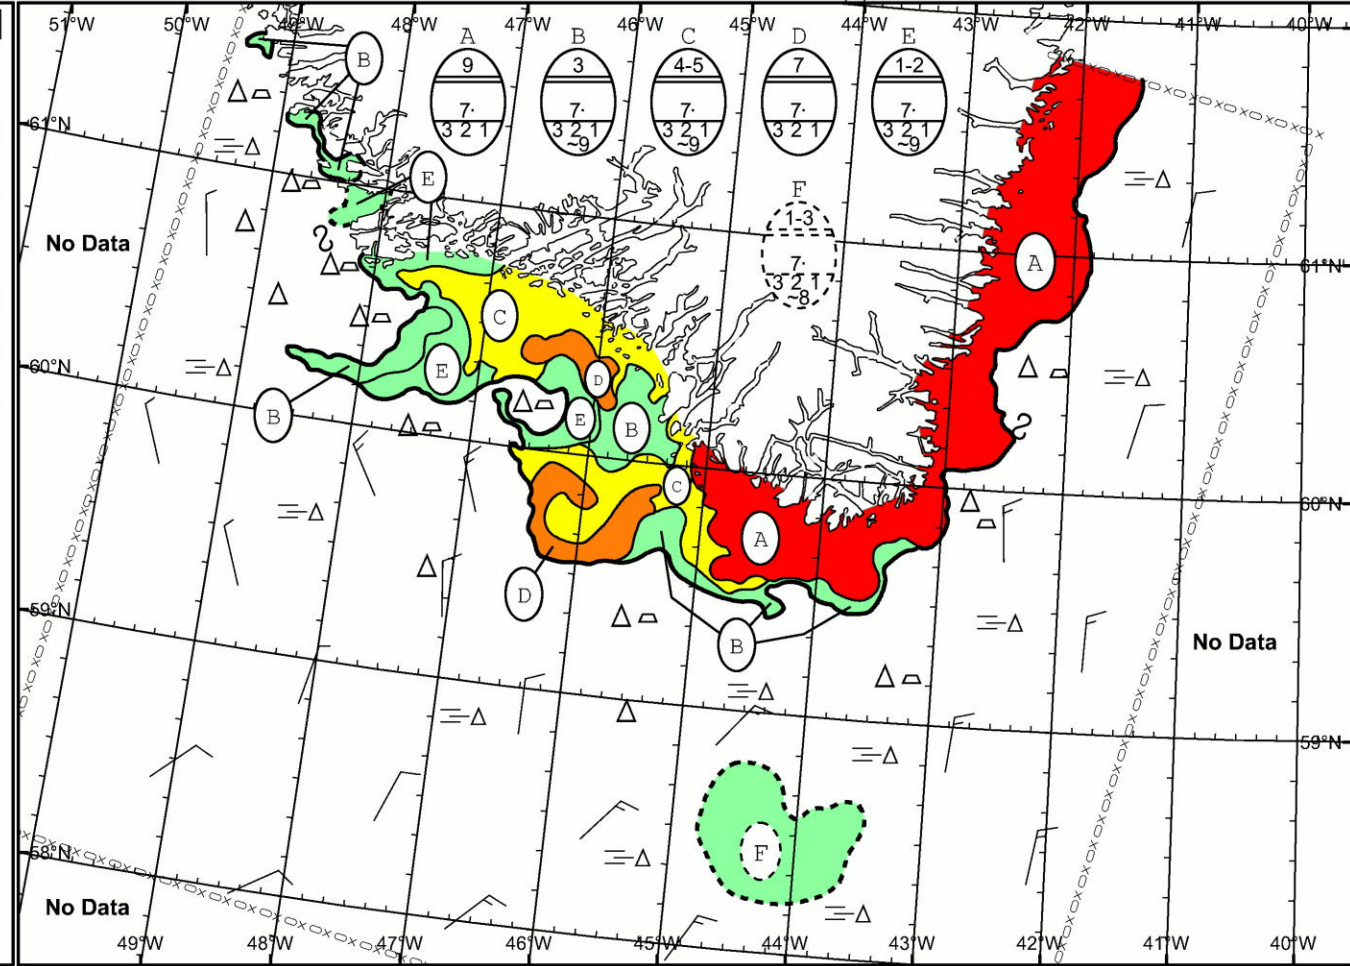 51°W 50°W 49°W 48°W 47°W 46°W 45°W 44°W 43°W 42°W 41°W 40°W
A B C D E
9 3 4-5 7 1-2
7· 7· 7· 7· 7·
3 2 1 3 2 1 3 2 1 3 2 1 3 2 1
~9 ~9 ~9 ~9
B
61°N
E
F
1-3
7·
3 2 1
~8
No Data
A
61°N
C
60°N
E
D
B
E
B
C
60°N
A
D
59°N
B
No Data
59°N
F
58°N
No Data
49°W 48°W 47°W 46°W 45°W 44°W 43°W 42°W 41°W 40°W